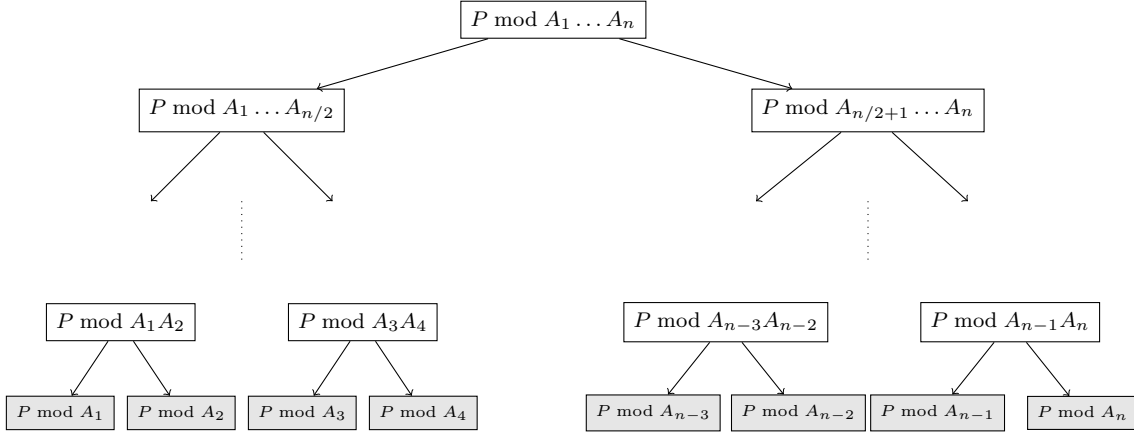 P mod A₁ … Aₙ
P mod A₁ … Aₙ/₂
P mod Aₙ/₂₊₁ … Aₙ
P mod A₁A₂
P mod A₃A₄
P mod Aₙ₋₃Aₙ₋₂
P mod Aₙ₋₁Aₙ
P mod A₁
P mod A₂
P mod A₃
P mod A₄
P mod Aₙ₋₃
P mod Aₙ₋₂
P mod Aₙ₋₁
P mod Aₙ